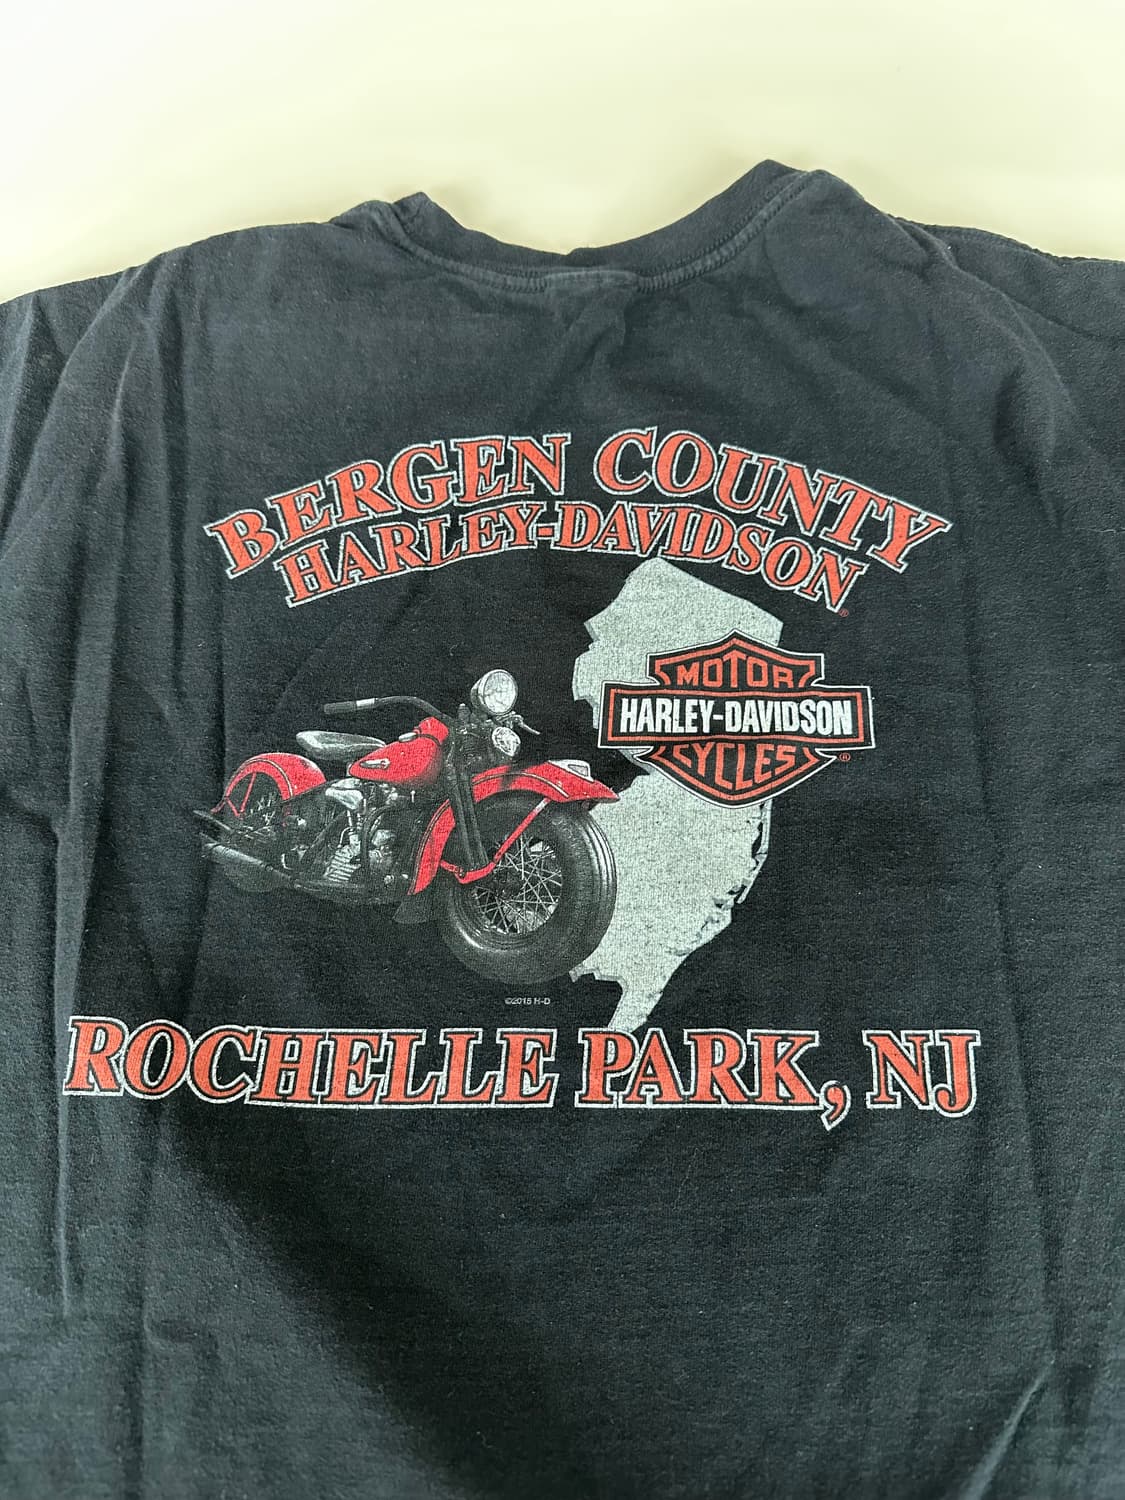 BERGEN COUNTY
HARLEY-DAVIDSON®
MOTOR
HARLEY-DAVIDSON
CYCLES®
©2015 H-D
ROCHELLE PARK, NJ